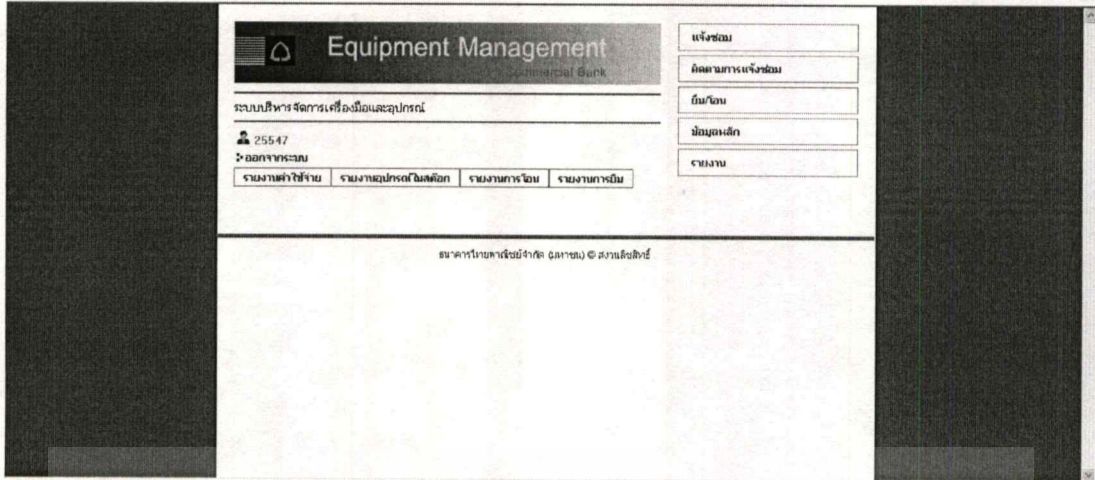 Equipment Management
Commercial Bank
ระบบบริหารจัดการเครื่องมือและอุปกรณ์
25547
ออกจากระบบ
รายงานค่าใช้จ่าย รายงานอุปกรณ์ในสต๊อก รายงานการโอน รายงานการยืม
แจ้งซ่อม
ติดตามการแจ้งซ่อม
ยืม/โอน
ข้อมูลหลัก
รายงาน
ธนาคารไทยพาณิชย์จำกัด (มหาชน) © สงวนลิขสิทธิ์